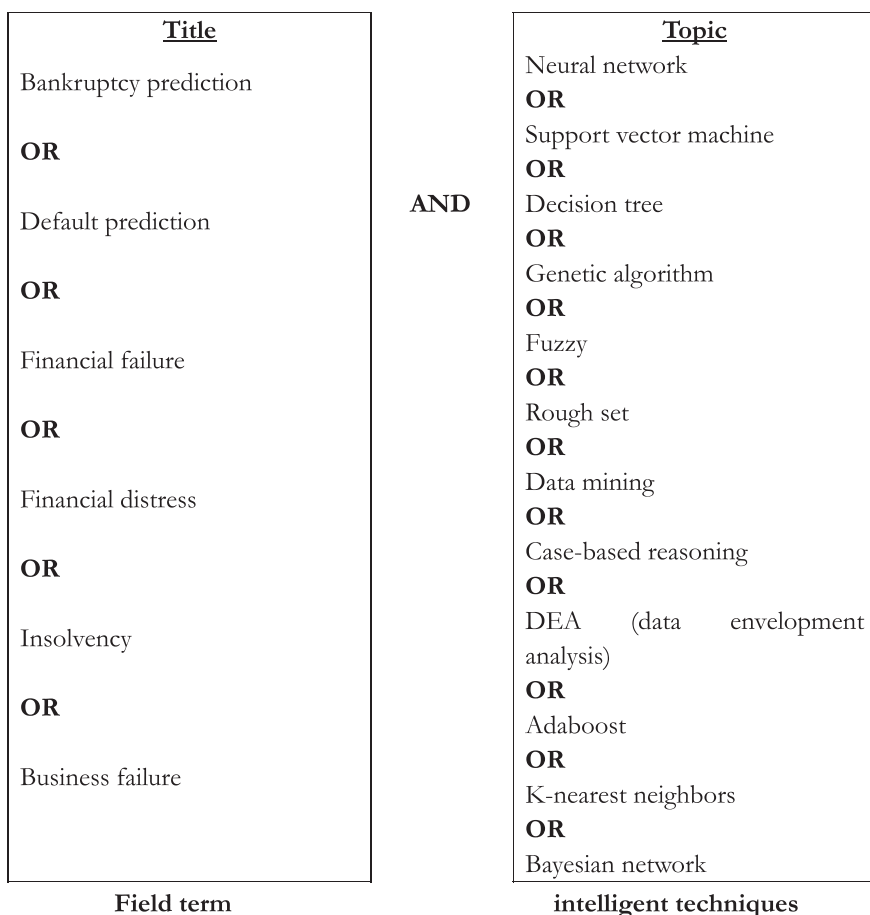 Title
Bankruptcy prediction
OR
Default prediction
OR
Financial failure
OR
Financial distress
OR
Insolvency
OR
Business failure
Field term
AND
Topic
Neural network
OR
Support vector machine
OR
Decision tree
OR
Genetic algorithm
OR
Fuzzy
OR
Rough set
OR
Data mining
OR
Case-based reasoning
OR
DEA (data envelopment
analysis)
OR
Adaboost
OR
K-nearest neighbors
OR
Bayesian network
intelligent techniques